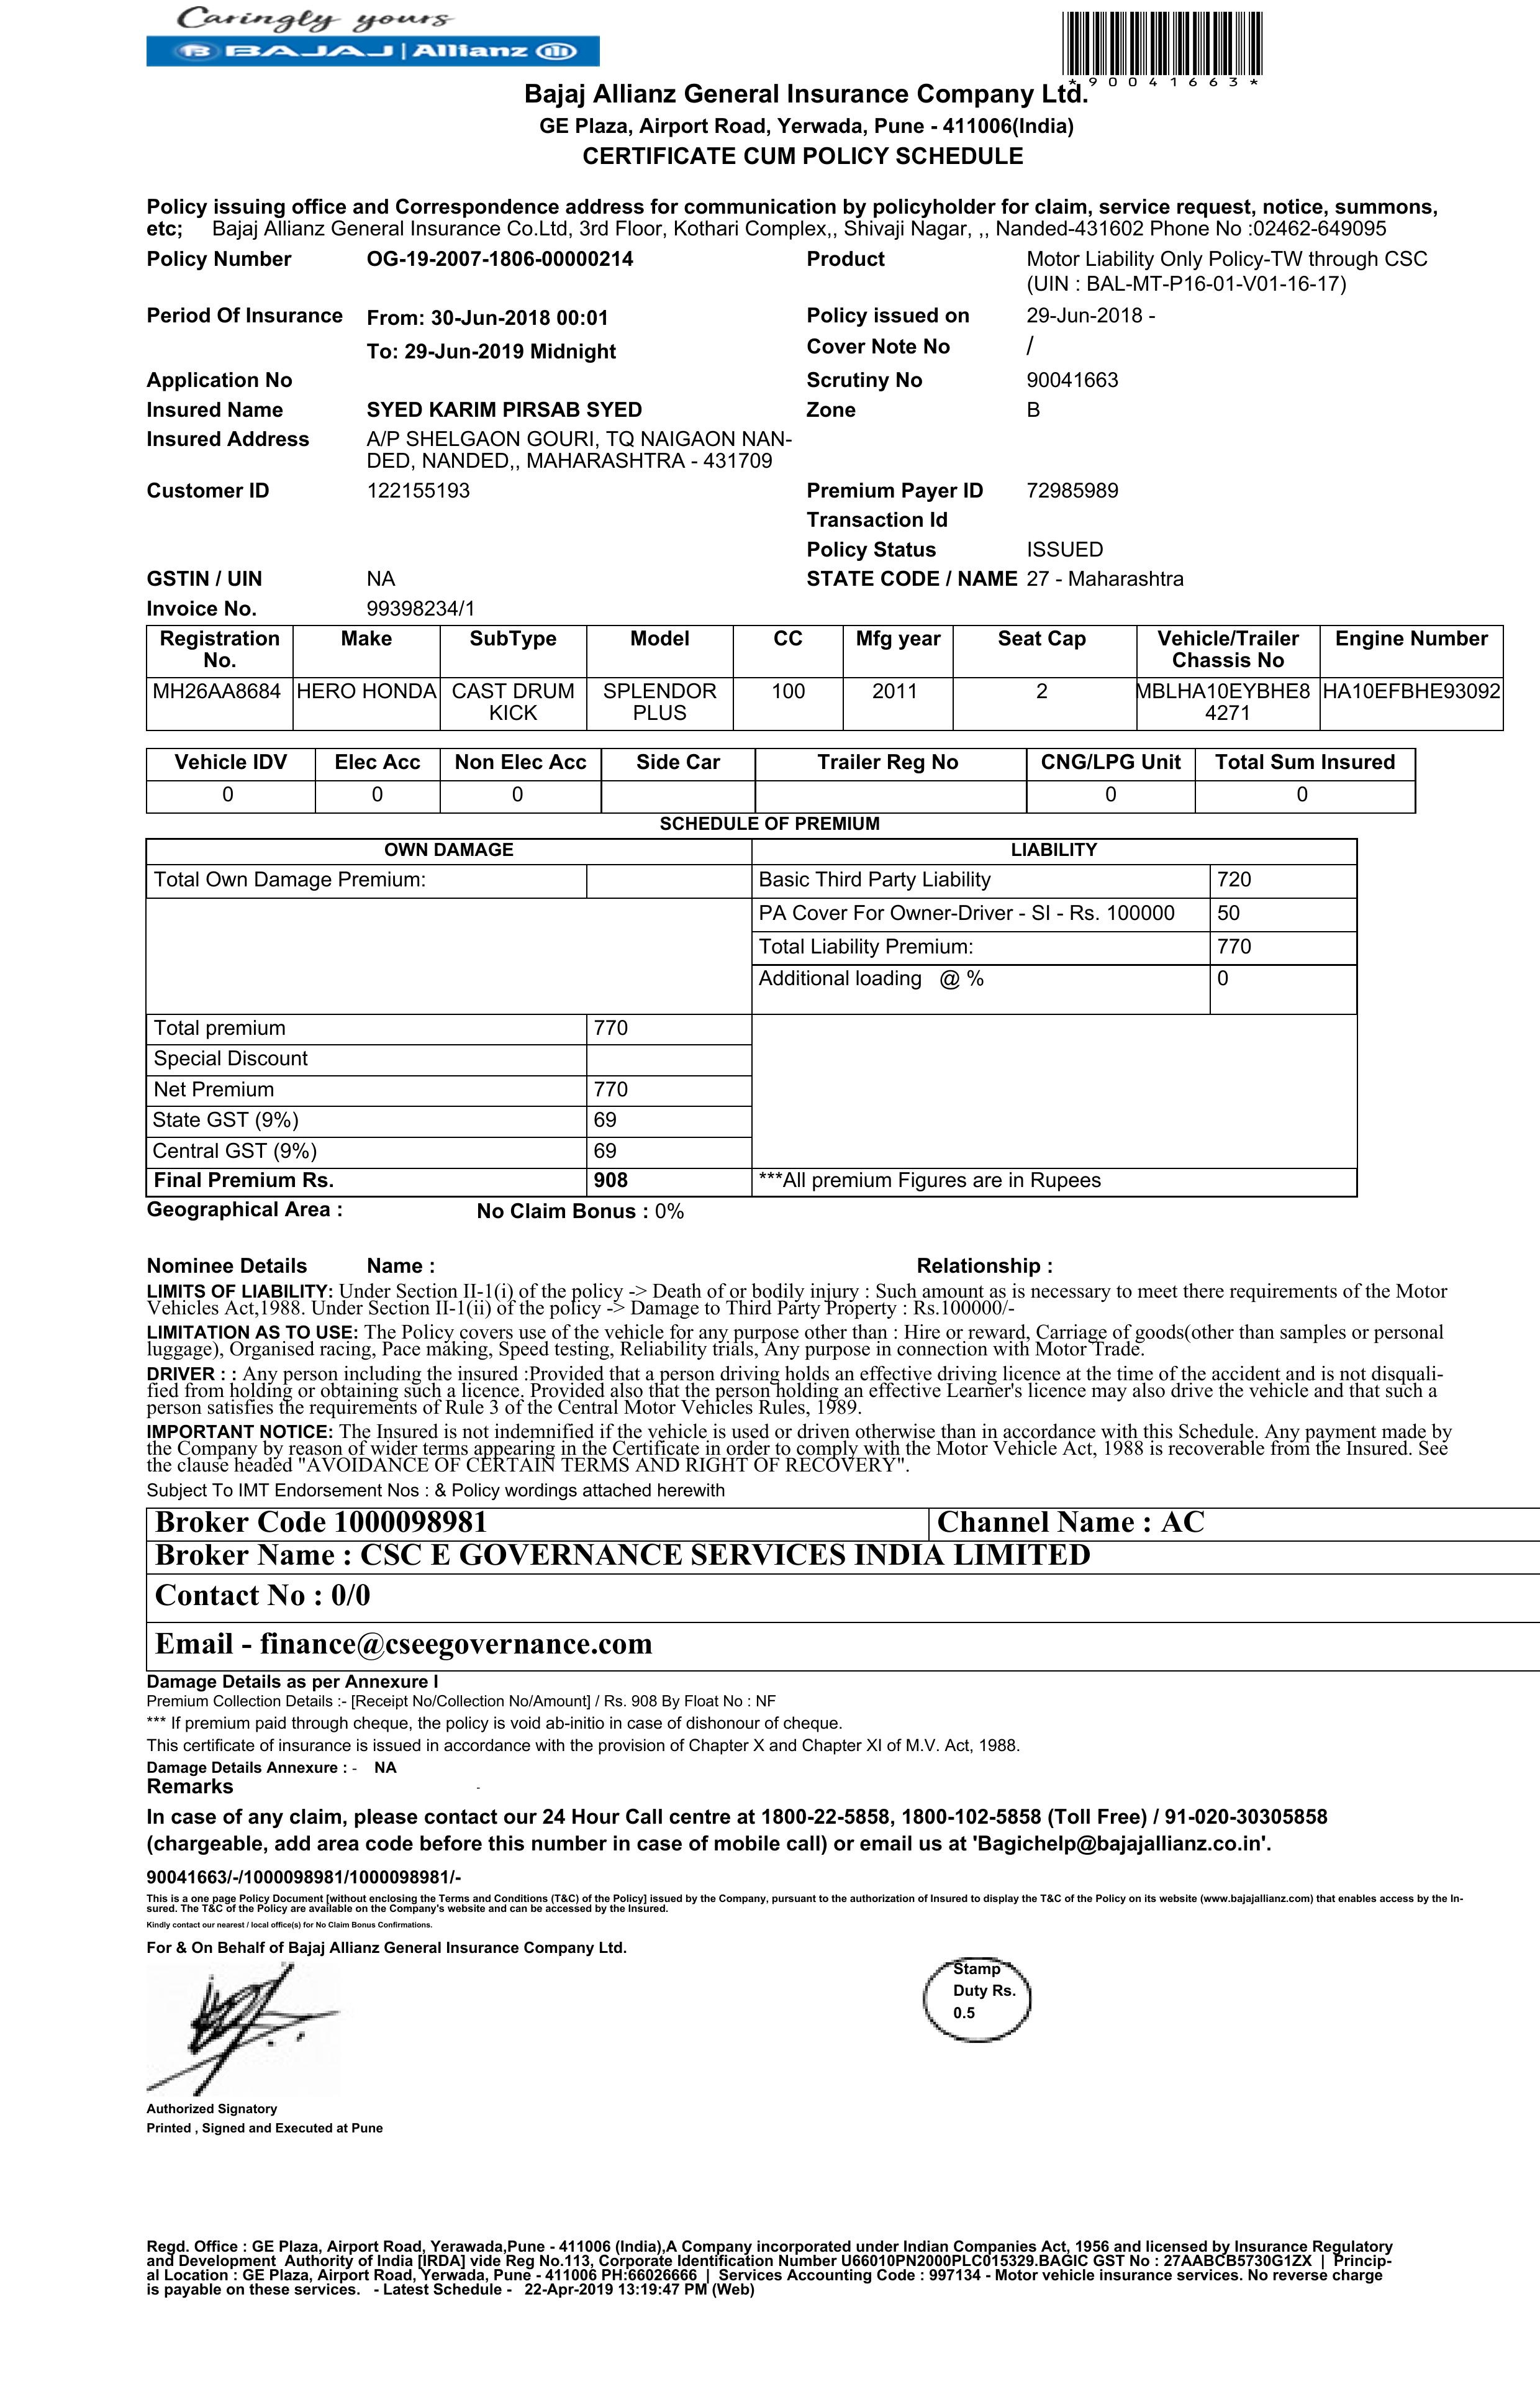 Caringly yours
BAJAJ | Allianz
*90041663*
Bajaj Allianz General Insurance Company Ltd.
GE Plaza, Airport Road, Yerwada, Pune - 411006(India)
CERTIFICATE CUM POLICY SCHEDULE
Policy issuing office and Correspondence address for communication by policyholder for claim, service request, notice, summons,
etc; Bajaj Allianz General Insurance Co.Ltd, 3rd Floor, Kothari Complex,, Shivaji Nagar, ,, Nanded-431602 Phone No :02462-649095
Policy Number OG-19-2007-1806-00000214 Product Motor Liability Only Policy-TW through CSC
(UIN : BAL-MT-P16-01-V01-16-17)
Period Of Insurance From: 30-Jun-2018 00:01 Policy issued on 29-Jun-2018 -
To: 29-Jun-2019 Midnight Cover Note No /
Application No Scrutiny No 90041663
Insured Name SYED KARIM PIRSAB SYED Zone B
Insured Address A/P SHELGAON GOURI, TQ NAIGAON NAN-
DED, NANDED,, MAHARASHTRA - 431709
Customer ID 122155193 Premium Payer ID 72985989
Transaction Id
Policy Status ISSUED
GSTIN / UIN NA STATE CODE / NAME 27 - Maharashtra
Invoice No. 99398234/1
Registration No. Make SubType Model CC Mfg year Seat Cap Vehicle/Trailer Chassis No Engine Number
MH26AA8684 HERO HONDA CAST DRUM KICK SPLENDOR PLUS 100 2011 2 MBLHA10EYBHE84271 HA10EFBHE93092
Vehicle IDV Elec Acc Non Elec Acc Side Car Trailer Reg No CNG/LPG Unit Total Sum Insured
0 0 0 0 0
SCHEDULE OF PREMIUM
OWN DAMAGE LIABILITY
Total Own Damage Premium: Basic Third Party Liability 720
PA Cover For Owner-Driver - SI - Rs. 100000 50
Total Liability Premium: 770
Additional loading @ % 0
Total premium 770
Special Discount
Net Premium 770
State GST (9%) 69
Central GST (9%) 69
Final Premium Rs. 908 ***All premium Figures are in Rupees
Geographical Area : No Claim Bonus : 0%
Nominee Details Name : Relationship :
LIMITS OF LIABILITY: Under Section II-1(i) of the policy -> Death of or bodily injury : Such amount as is necessary to meet there requirements of the Motor
Vehicles Act,1988. Under Section II-1(ii) of the policy -> Damage to Third Party Property : Rs.100000/-
LIMITATION AS TO USE: The Policy covers use of the vehicle for any purpose other than : Hire or reward, Carriage of goods(other than samples or personal
luggage), Organised racing, Pace making, Speed testing, Reliability trials, Any purpose in connection with Motor Trade.
DRIVER : : Any person including the insured :Provided that a person driving holds an effective driving licence at the time of the accident and is not disquali-
fied from holding or obtaining such a licence. Provided also that the person holding an effective Learner's licence may also drive the vehicle and that such a
person satisfies the requirements of Rule 3 of the Central Motor Vehicles Rules, 1989.
IMPORTANT NOTICE: The Insured is not indemnified if the vehicle is used or driven otherwise than in accordance with this Schedule. Any payment made by
the Company by reason of wider terms appearing in the Certificate in order to comply with the Motor Vehicle Act, 1988 is recoverable from the Insured. See
the clause headed "AVOIDANCE OF CERTAIN TERMS AND RIGHT OF RECOVERY".
Subject To IMT Endorsement Nos : & Policy wordings attached herewith
Broker Code 1000098981 Channel Name : AC
Broker Name : CSC E GOVERNANCE SERVICES INDIA LIMITED
Contact No : 0/0
Email - finance@cseegovernance.com
Damage Details as per Annexure I
Premium Collection Details :- [Receipt No/Collection No/Amount] / Rs. 908 By Float No : NF
*** If premium paid through cheque, the policy is void ab-initio in case of dishonour of cheque.
This certificate of insurance is issued in accordance with the provision of Chapter X and Chapter XI of M.V. Act, 1988.
Damage Details Annexure : - NA
Remarks -
In case of any claim, please contact our 24 Hour Call centre at 1800-22-5858, 1800-102-5858 (Toll Free) / 91-020-30305858
(chargeable, add area code before this number in case of mobile call) or email us at 'Bagichelp@bajajallianz.co.in'.
90041663/-/1000098981/1000098981/-
This is a one page Policy Document [without enclosing the Terms and Conditions (T&C) of the Policy] issued by the Company, pursuant to the authorization of Insured to display the T&C of the Policy on its website (www.bajajallianz.com) that enables access by the In-
sured. The T&C of the Policy are available on the Company's website and can be accessed by the Insured.
Kindly contact our nearest / local office(s) for No Claim Bonus Confirmations.
For & On Behalf of Bajaj Allianz General Insurance Company Ltd.
Stamp
Duty Rs.
0.5
Authorized Signatory
Printed , Signed and Executed at Pune
Regd. Office : GE Plaza, Airport Road, Yerawada,Pune - 411006 (India),A Company incorporated under Indian Companies Act, 1956 and licensed by Insurance Regulatory
and Development Authority of India [IRDA] vide Reg No.113, Corporate Identification Number U66010PN2000PLC015329.BAGIC GST No : 27AABCB5730G1ZX | Princip-
al Location : GE Plaza, Airport Road, Yerwada, Pune - 411006 PH:66026666 | Services Accounting Code : 997134 - Motor vehicle insurance services. No reverse charge
is payable on these services. - Latest Schedule - 22-Apr-2019 13:19:47 PM (Web)